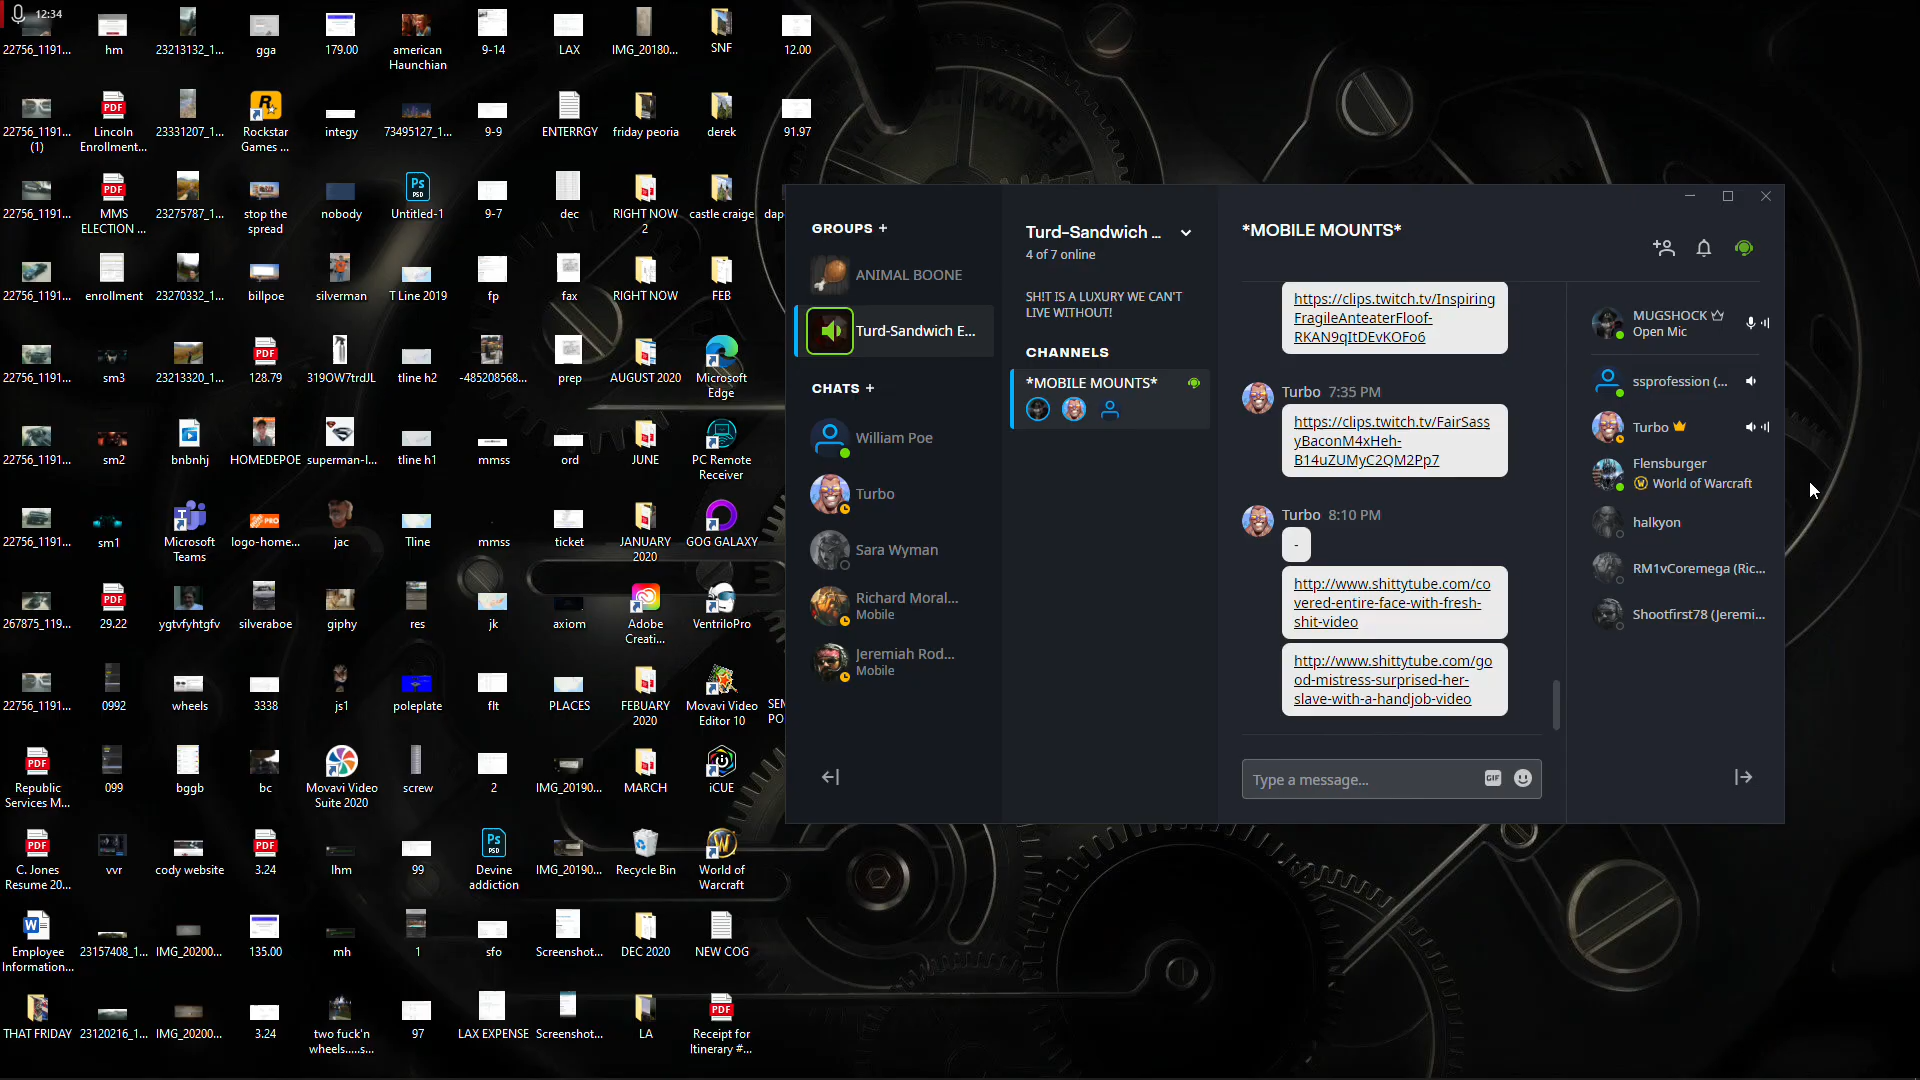 12:34
22756_1191...
hm
23213132_1...
gga
179.00
american
Haunchian
9-14
LAX
IMG_20180...
SNF
12.00
22756_1191...
(1)
Lincoln
Enrollment...
23331207_1...
Rockstar
Games ...
integy
73495127_1...
9-9
ENTERRGY
friday peoria
derek
91.97
22756_1191...
MMS
ELECTION ...
23275787_1...
stop the
spread
nobody
Untitled-1
9-7
dec
RIGHT NOW
2
castle craige
dap
22756_1191...
enrollment
23270332_1...
billpoe
silverman
T Line 2019
fp
fax
RIGHT NOW
FEB
22756_1191...
sm3
23213320_1...
128.79
319OW7trdJL
tline h2
-485208568...
prep
AUGUST 2020
Microsoft
Edge
22756_1191...
sm2
bnbnhj
HOMEDEPOE
superman-l...
tline h1
mmss
ord
JUNE
PC Remote
Receiver
22756_1191...
sm1
Microsoft
Teams
logo-home...
jac
Tline
mmss
ticket
JANUARY
2020
GOG GALAXY
267875_119...
29.22
ygtvfyhtgfv
silveraboe
giphy
res
jk
axiom
Adobe
Creati...
VentriloPro
22756_1191...
0992
wheels
3338
js1
poleplate
flt
PLACES
FEBUARY
2020
Movavi Video
Editor 10
SEM
PO
Republic
Services M...
099
bggb
bc
Movavi Video
Suite 2020
screw
2
IMG_20190...
MARCH
iCUE
C. Jones
Resume 20...
vvr
cody website
3.24
lhm
99
Devine
addiction
IMG_20190...
Recycle Bin
World of
Warcraft
Employee
Information...
23157408_1...
IMG_20200...
135.00
mh
1
sfo
Screenshot...
DEC 2020
NEW COG
THAT FRIDAY
23120216_1...
IMG_20200...
3.24
two fuck'n
wheels.....s...
97
LAX EXPENSE
Screenshot...
LA
Receipt for
Itinerary #...
GROUPS +
ANIMAL BOONE
Turd-Sandwich E...
CHATS +
William Poe
Turbo
Sara Wyman
Richard Moral...
Mobile
Jeremiah Rod...
Mobile
Turd-Sandwich ...
4 of 7 online
SH!T IS A LUXURY WE CAN'T
LIVE WITHOUT!
CHANNELS
*MOBILE MOUNTS*
*MOBILE MOUNTS*
https://clips.twitch.tv/Inspiring
FragileAnteaterFloof-
RKAN9qItDEvKOFo6
Turbo 7:35 PM
https://clips.twitch.tv/FairSass
yBaconM4xHeh-
B14uZUMyC2QM2Pp7
Turbo 8:10 PM
-
http://www.shittytube.com/co
vered-entire-face-with-fresh-
shit-video
http://www.shittytube.com/go
od-mistress-surprised-her-
slave-with-a-handjob-video
Type a message...
GIF
MUGSHOCK
Open Mic
ssprofession (...
Turbo
Flensburger
World of Warcraft
halkyon
RM1vCoremega (Ric...
Shootfirst78 (Jeremi...